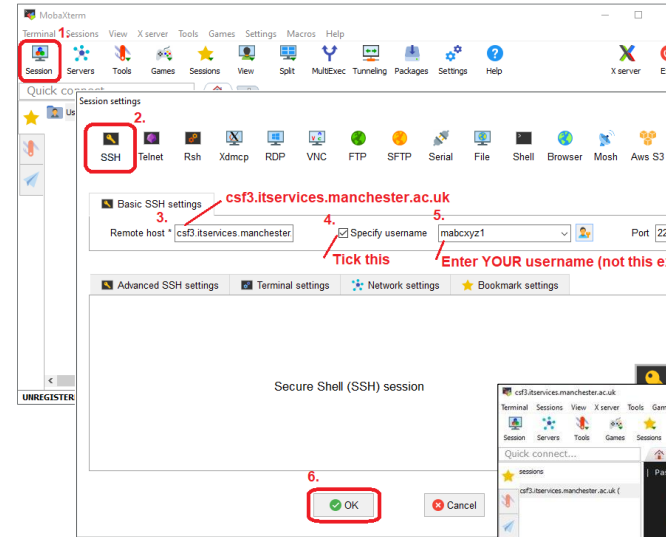 MobaXterm
Terminal Sessions View X server Tools Games Settings Macros Help
1.
Session Servers Tools Games Sessions View Split MultiExec Tunneling Packages Settings Help X server
Quick connect...
Session settings
2.
SSH Telnet Rsh Xdmcp RDP VNC FTP SFTP Serial File Shell Browser Mosh Aws S3
Basic SSH settings
csf3.itservices.manchester.ac.uk
3. 4. 5.
Remote host * csf3.itservices.manchester. Specify username mabcxyz1 Port 22
Tick this
Enter YOUR username (not this e
Advanced SSH settings Terminal settings Network settings Bookmark settings
Secure Shell (SSH) session
UNREGISTER
6.
OK Cancel
csf3.itservices.manchester.ac.uk
Terminal Sessions View X server Tools Gam
Session Servers Tools Games Sessions
Quick connect...
sessions
csf3.itservices.manchester.ac.uk (
| Pas